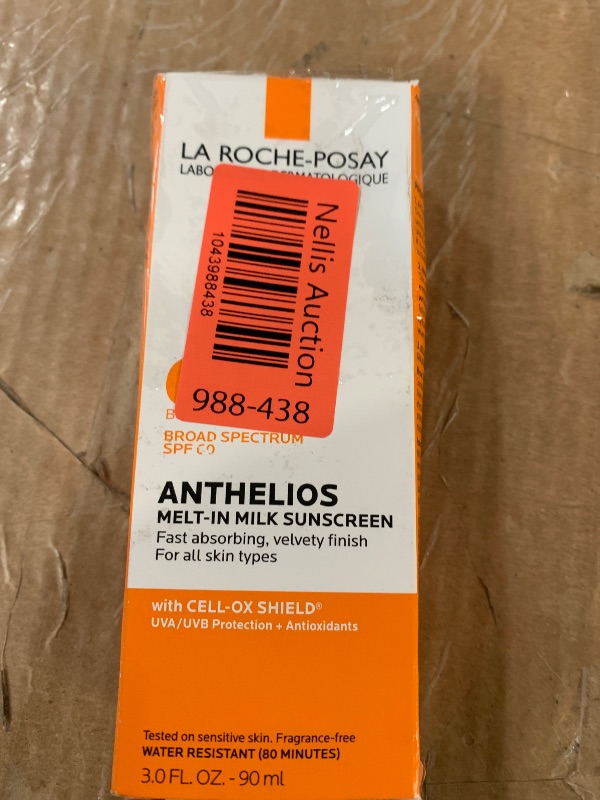 LA ROCHE-POSAY
LABO DERMATOLOGIQUE
Nellis Auction
1043988438
988-438
B
BROAD SPECTRUM
SPF
ANTHELIOS
MELT-IN MILK SUNSCREEN
Fast absorbing, velvety finish
For all skin types
with CELL-OX SHIELD®
UVA/UVB Protection + Antioxidants
Tested on sensitive skin. Fragrance-free
WATER RESISTANT (80 MINUTES)
3.0 FL. OZ. - 90 ml